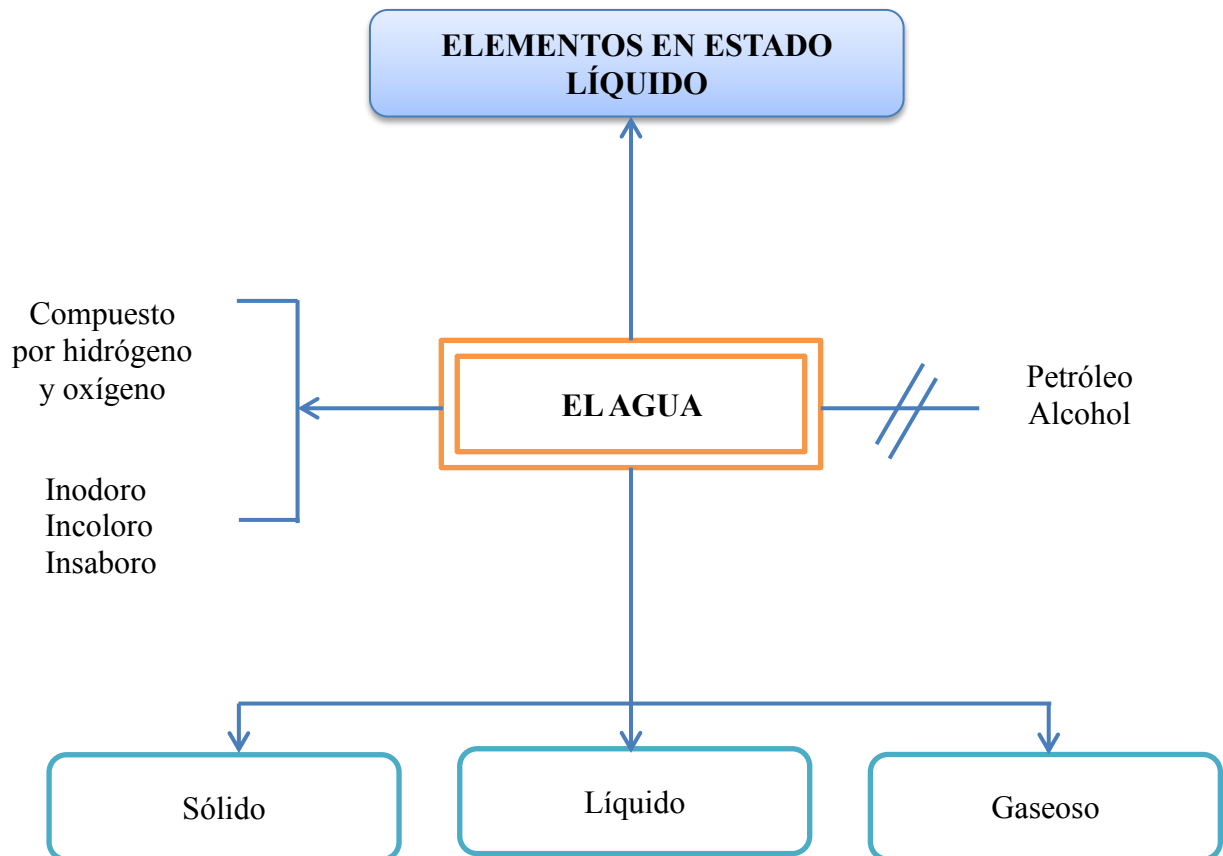 ELEMENTOS EN ESTADO
LÍQUIDO
Compuesto
por hidrógeno
y oxígeno
EL AGUA
Petróleo
Alcohol
Inodoro
Incoloro
Insaboro
Sólido
Líquido
Gaseoso